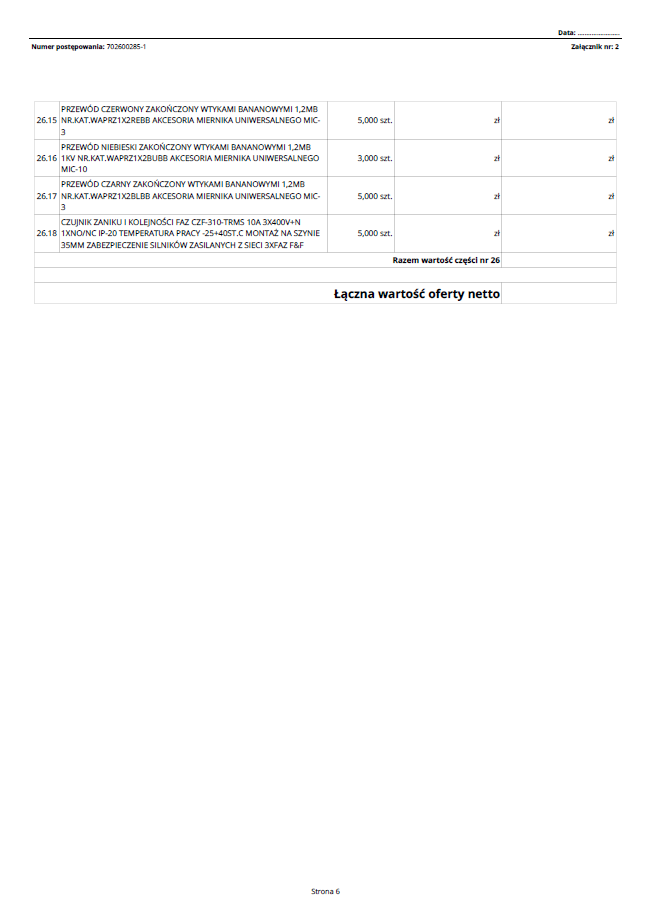 Data: ......................
Numer postępowania: 702600285-1 Załącznik nr: 2
PRZEWÓD CZERWONY ZAKOŃCZONY WTYKAMI BANANOWYMI 1,2MB
26.15 NR.KAT.WAPRZ1X2REBB AKCESORIA MIERNIKA UNIWERSALNEGO MIC- 5,000 szt. zł zł
3
PRZEWÓD NIEBIESKI ZAKOŃCZONY WTYKAMI BANANOWYMI 1,2MB
26.16 1KV NR.KAT.WAPRZ1X2BUBB AKCESORIA MIERNIKA UNIWERSALNEGO 3,000 szt. zł zł
MIC-10
PRZEWÓD CZARNY ZAKOŃCZONY WTYKAMI BANANOWYMI 1,2MB
26.17 NR.KAT.WAPRZ1X2BLBB AKCESORIA MIERNIKA UNIWERSALNEGO MIC- 5,000 szt. zł zł
3
CZUJNIK ZANIKU I KOLEJNOŚCI FAZ CZF-310-TRMS 10A 3X400V+N
26.18 1XNO/NC IP-20 TEMPERATURA PRACY -25+40ST.C MONTAŻ NA SZYNIE 5,000 szt. zł zł
35MM ZABEZPIECZENIE SILNIKÓW ZASILANYCH Z SIECI 3XFAZ F&F
Razem wartość części nr 26
Łączna wartość oferty netto
Strona 6